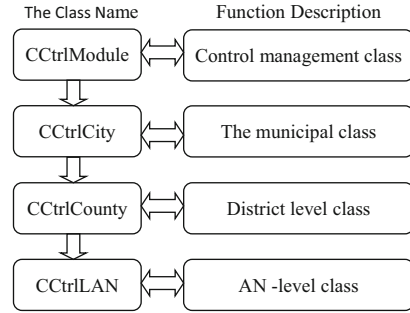 The Class Name Function Description
CCtrlModule Control management class
CCtrlCity The municipal class
CCtrlCounty District level class
CCtrlLAN AN -level class